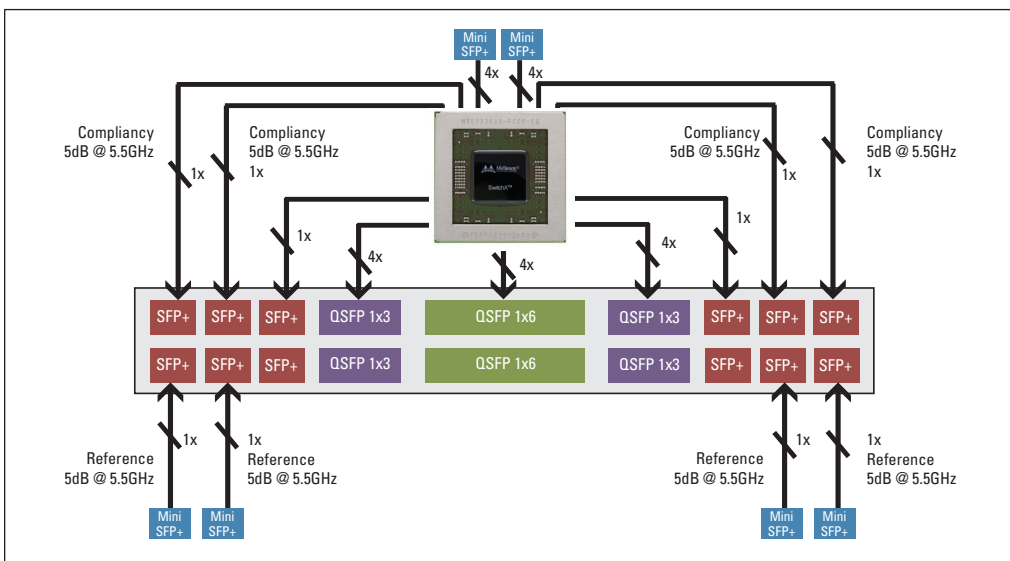 Mini
SFP+
Mini
SFP+
4x
4x
Compliancy
5dB @ 5.5GHz
1x
Compliancy
5dB @ 5.5GHz
1x
Compliancy
5dB @ 5.5GHz
1x
Compliancy
5dB @ 5.5GHz
1x
Mellanox
SwitchX™
1x
4x
4x
4x
1x
SFP+
SFP+
SFP+
QSFP 1x3
QSFP 1x6
QSFP 1x3
SFP+
SFP+
SFP+
SFP+
SFP+
SFP+
QSFP 1x3
QSFP 1x6
QSFP 1x3
SFP+
SFP+
SFP+
1x
Reference
5dB @ 5.5GHz
1x
Reference
5dB @ 5.5GHz
1x
Reference
5dB @ 5.5GHz
1x
Reference
5dB @ 5.5GHz
Mini
SFP+
Mini
SFP+
Mini
SFP+
Mini
SFP+